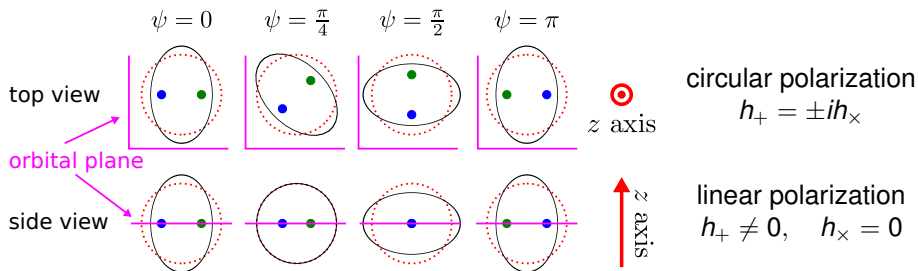 ψ = 0 ψ = π/4 ψ = π/2 ψ = π
top view
z axis
circular polarization
h₊ = ±ih×
orbital plane
side view
z axis
linear polarization
h₊ ≠ 0, h× = 0